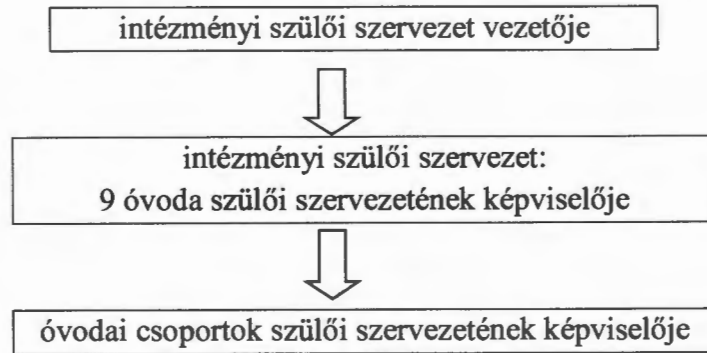 intézményi szülői szervezet vezetője
intézményi szülői szervezet:
9 óvoda szülői szervezetének képviselője
óvodai csoportok szülői szervezetének képviselője